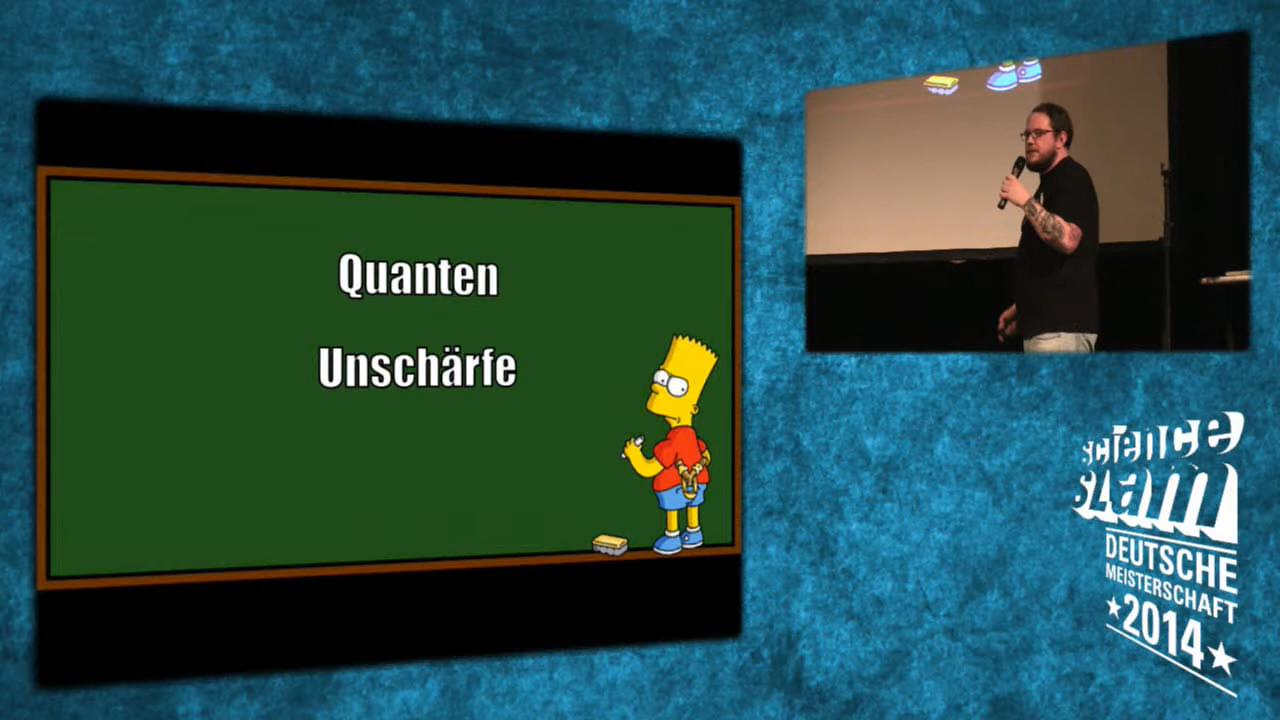 Quanten
Unschärfe
science
slam
DEUTSCHE
MEISTERSCHAFT
2014